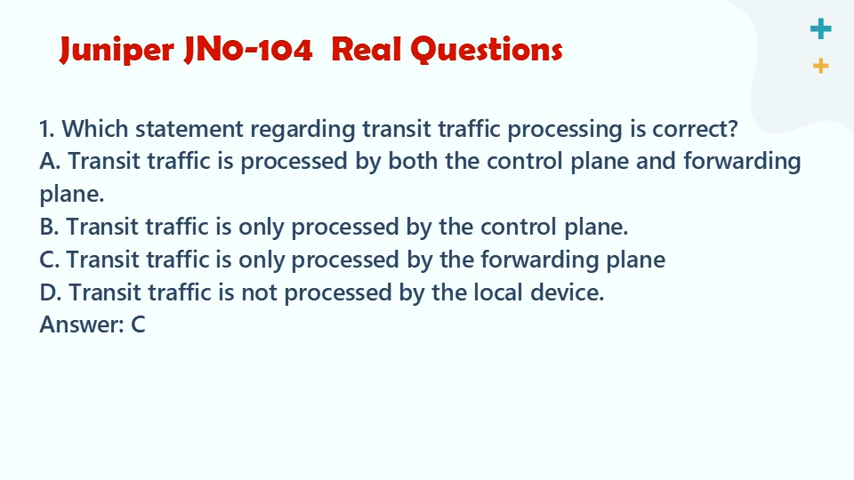 Juniper JN0-104 Real Questions
1. Which statement regarding transit traffic processing is correct?
A. Transit traffic is processed by both the control plane and forwarding
plane.
B. Transit traffic is only processed by the control plane.
C. Transit traffic is only processed by the forwarding plane
D. Transit traffic is not processed by the local device.
Answer: C